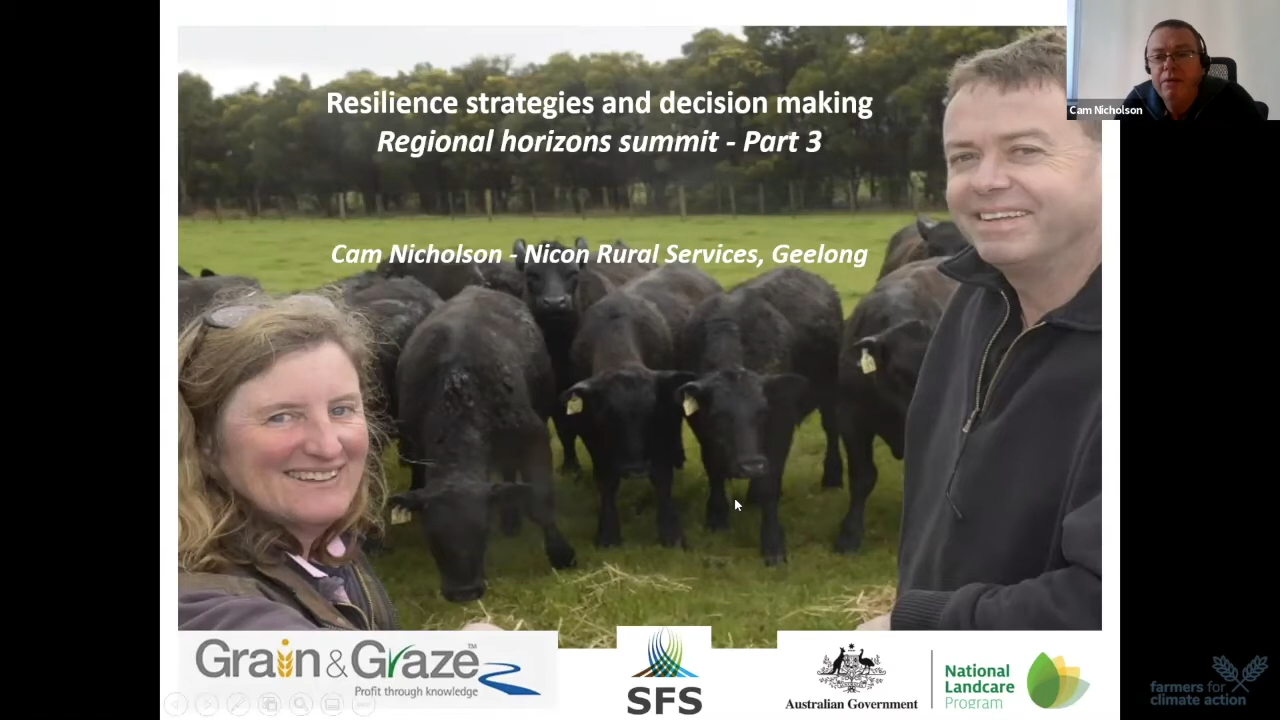 Resilience strategies and decision making
Regional horizons summit - Part 3
Cam Nicholson
Cam Nicholson - Nicon Rural Services, Geelong
Grain & Graze™
Profit through knowledge
SFS
Australian Government
National
Landcare
Program
farmers for
climate action